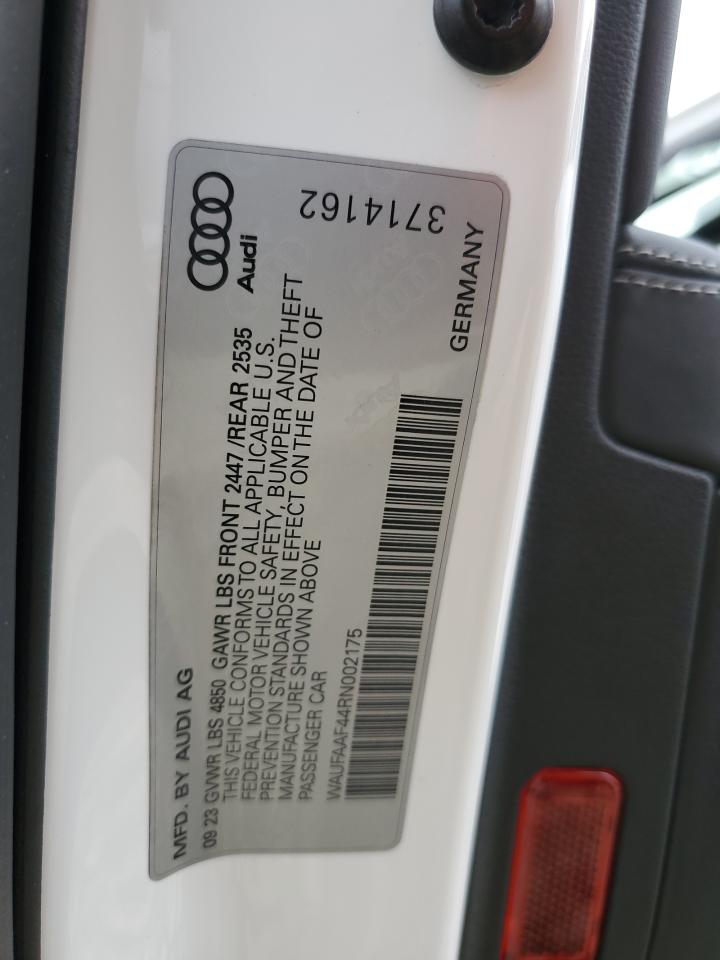 MFD. BY AUDI AG
Audi
09 23 GVWR LBS 4850 GAWR LBS FRONT 2447 /REAR 2535
THIS VEHICLE CONFORMS TO ALL APPLICABLE U.S.
FEDERAL MOTOR VEHICLE SAFETY, BUMPER AND THEFT
PREVENTION STANDARDS IN EFFECT ON THE DATE OF
MANUFACTURE SHOWN ABOVE
PASSENGER CAR
WAUFAAF44RN002175
3714162
GERMANY